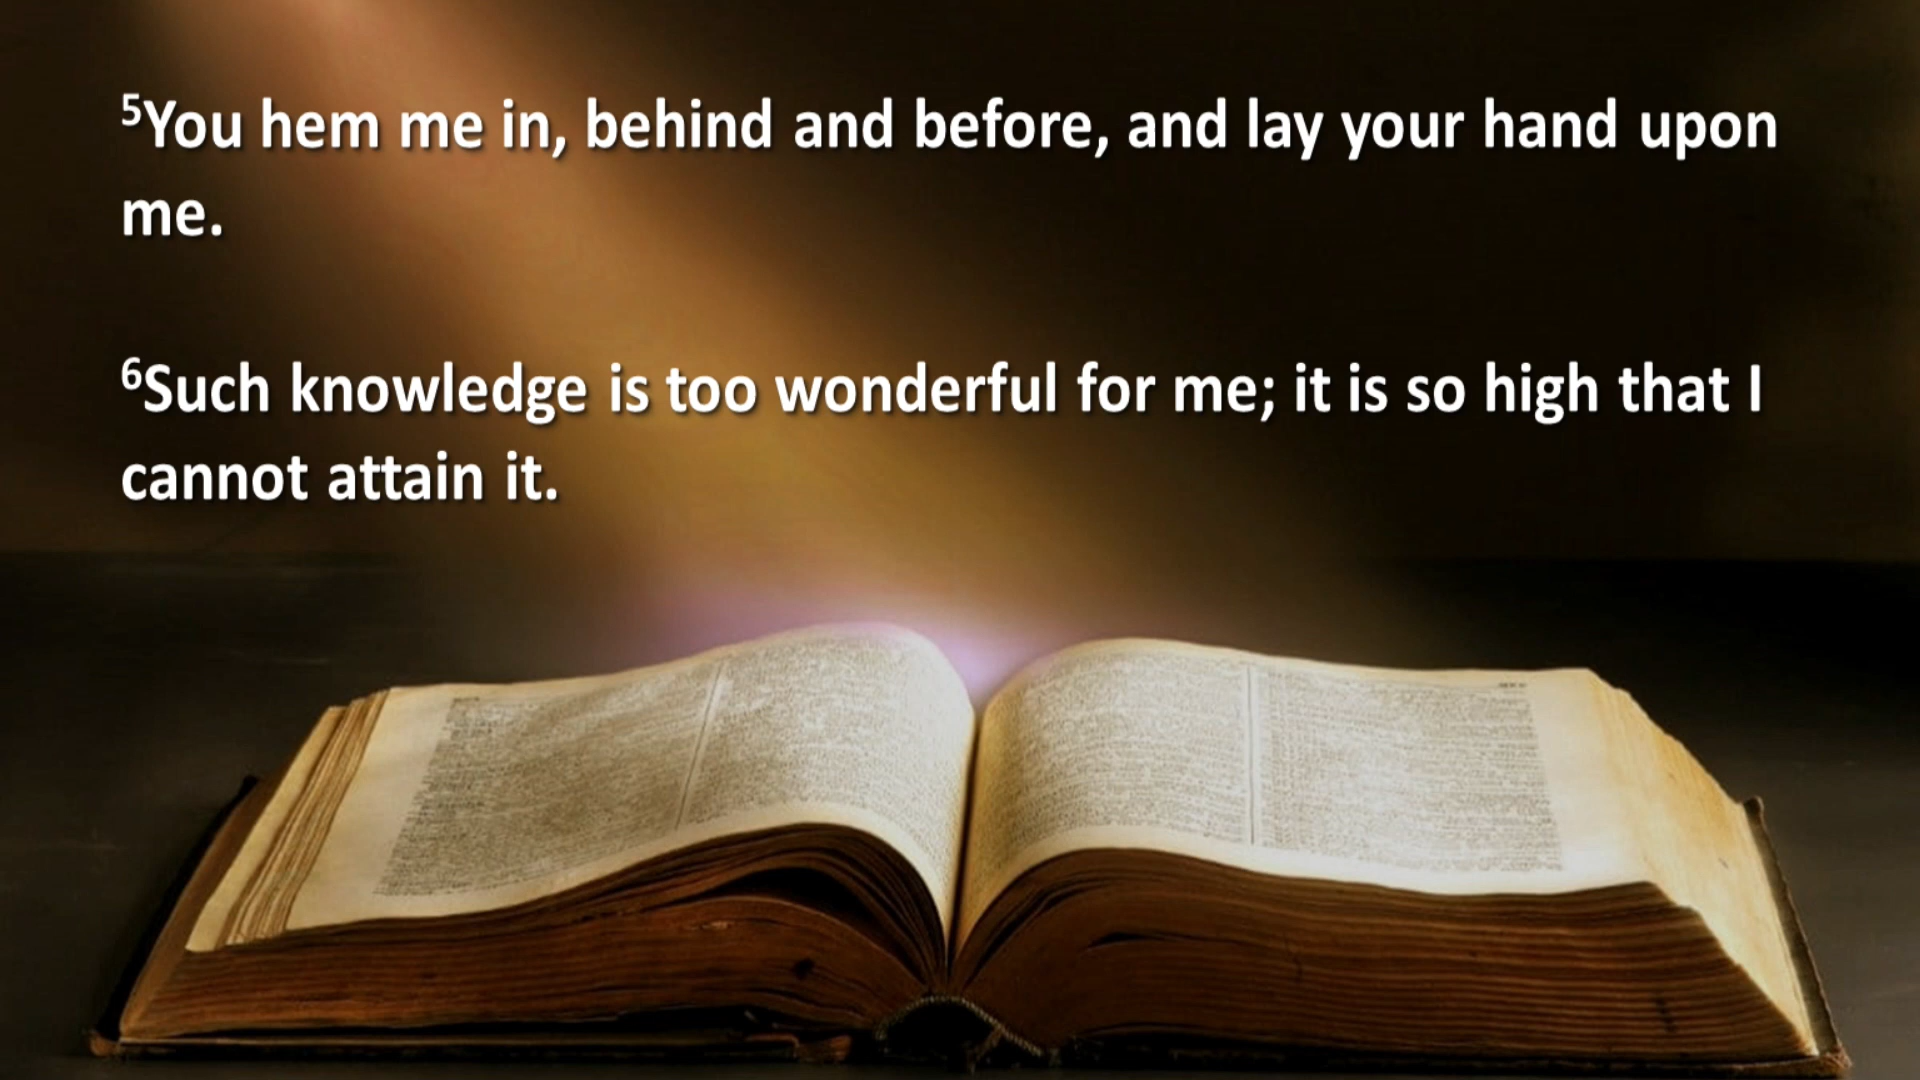 ⁵You hem me in, behind and before, and lay your hand upon
me.
⁶Such knowledge is too wonderful for me; it is so high that I
cannot attain it.